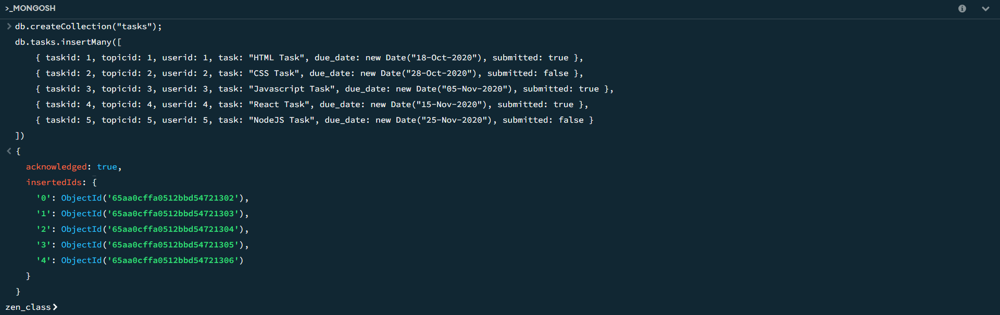 >_MONGOSH
> db.createCollection("tasks");
db.tasks.insertMany([
{ taskid: 1, topicid: 1, userid: 1, task: "HTML Task", due_date: new Date("18-Oct-2020"), submitted: true },
{ taskid: 2, topicid: 2, userid: 2, task: "CSS Task", due_date: new Date("28-Oct-2020"), submitted: false },
{ taskid: 3, topicid: 3, userid: 3, task: "Javascript Task", due_date: new Date("05-Nov-2020"), submitted: true },
{ taskid: 4, topicid: 4, userid: 4, task: "React Task", due_date: new Date("15-Nov-2020"), submitted: true },
{ taskid: 5, topicid: 5, userid: 5, task: "NodeJS Task", due_date: new Date("25-Nov-2020"), submitted: false }
])
< {
acknowledged: true,
insertedIds: {
'0': ObjectId('65aa0cffa0512bbd54721302'),
'1': ObjectId('65aa0cffa0512bbd54721303'),
'2': ObjectId('65aa0cffa0512bbd54721304'),
'3': ObjectId('65aa0cffa0512bbd54721305'),
'4': ObjectId('65aa0cffa0512bbd54721306')
}
}
zen_class>